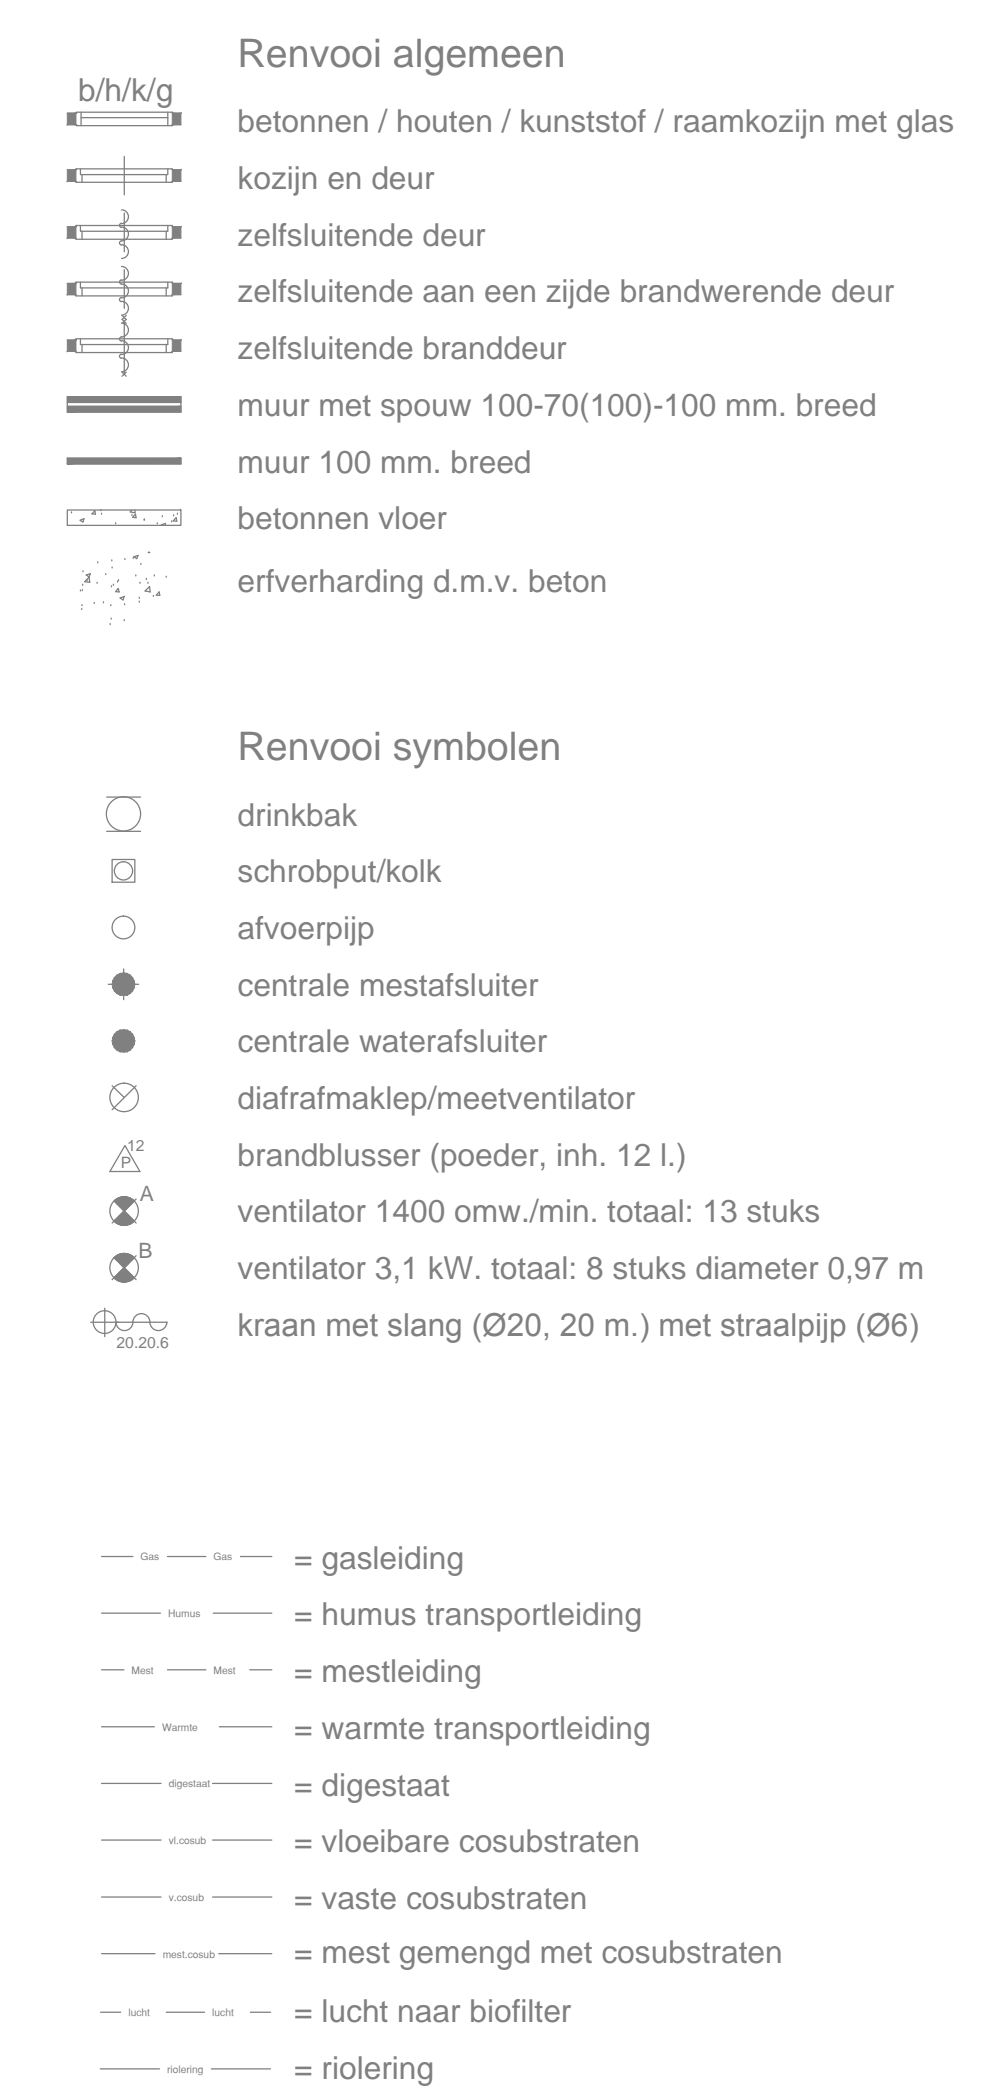 Renvooi algemeen
b/h/k/g
betonnen / houten / kunststof / raamkozijn met glas
kozijn en deur
zelfsluitende deur
zelfsluitende aan een zijde brandwerende deur
zelfsluitende branddeur
muur met spouw 100-70(100)-100 mm. breed
muur 100 mm. breed
betonnen vloer
erfverharding d.m.v. beton
Renvooi symbolen
drinkbak
schrobput/kolk
afvoerpijp
centrale mestafsluiter
centrale waterafsluiter
diafrafmaklep/meetventilator
P 12 brandblusser (poeder, inh. 12 l.)
A ventilator 1400 omw./min. totaal: 13 stuks
B ventilator 3,1 kW. totaal: 8 stuks diameter 0,97 m
kraan met slang (Ø20, 20 m.) met straalpijp (Ø6)
20.20.6
Gas Gas = gasleiding
Humus = humus transportleiding
Mest Mest = mestleiding
Warmte = warmte transportleiding
digestaat = digestaat
vl.cosub = vloeibare cosubstraten
v.cosub = vaste cosubstraten
mest.cosub = mest gemengd met cosubstraten
lucht lucht = lucht naar biofilter
riolering = riolering